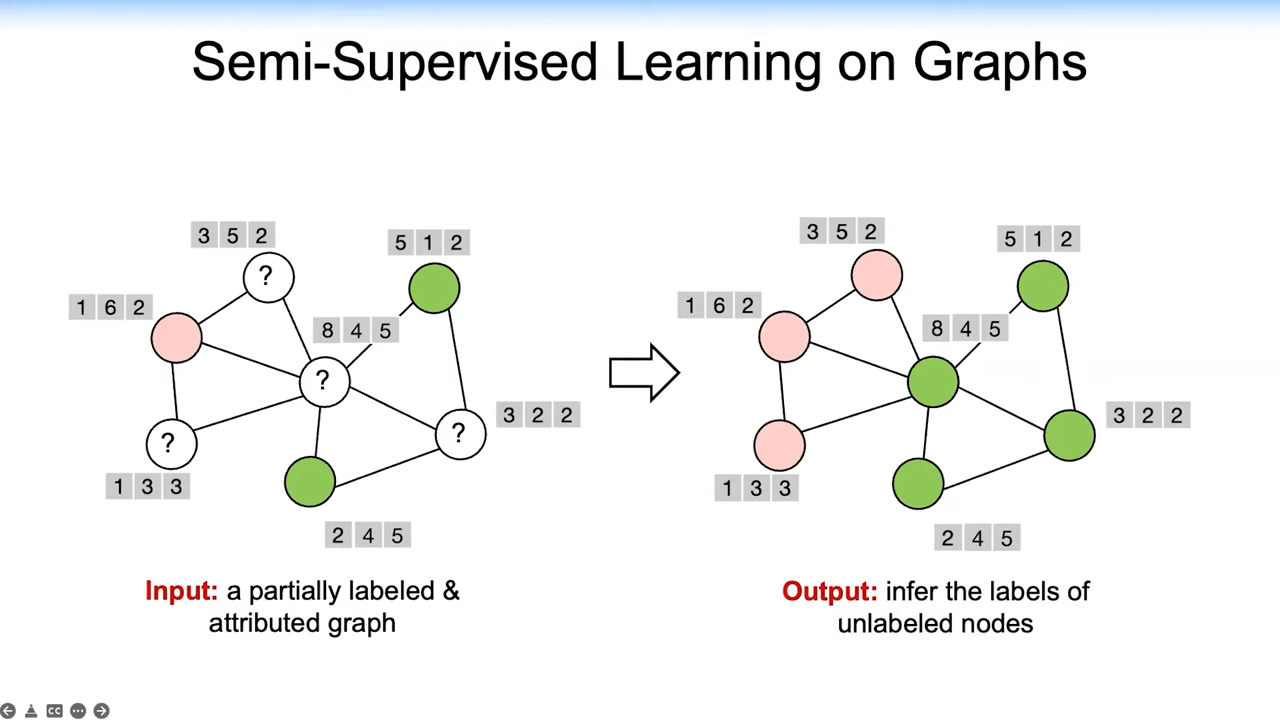 Semi-Supervised Learning on Graphs
3 5 2
5 1 2
?
1 6 2
8 4 5
?
3 2 2
?
?
1 3 3
2 4 5
Input: a partially labeled &
attributed graph
3 5 2
5 1 2
1 6 2
8 4 5
3 2 2
1 3 3
2 4 5
Output: infer the labels of
unlabeled nodes
CC